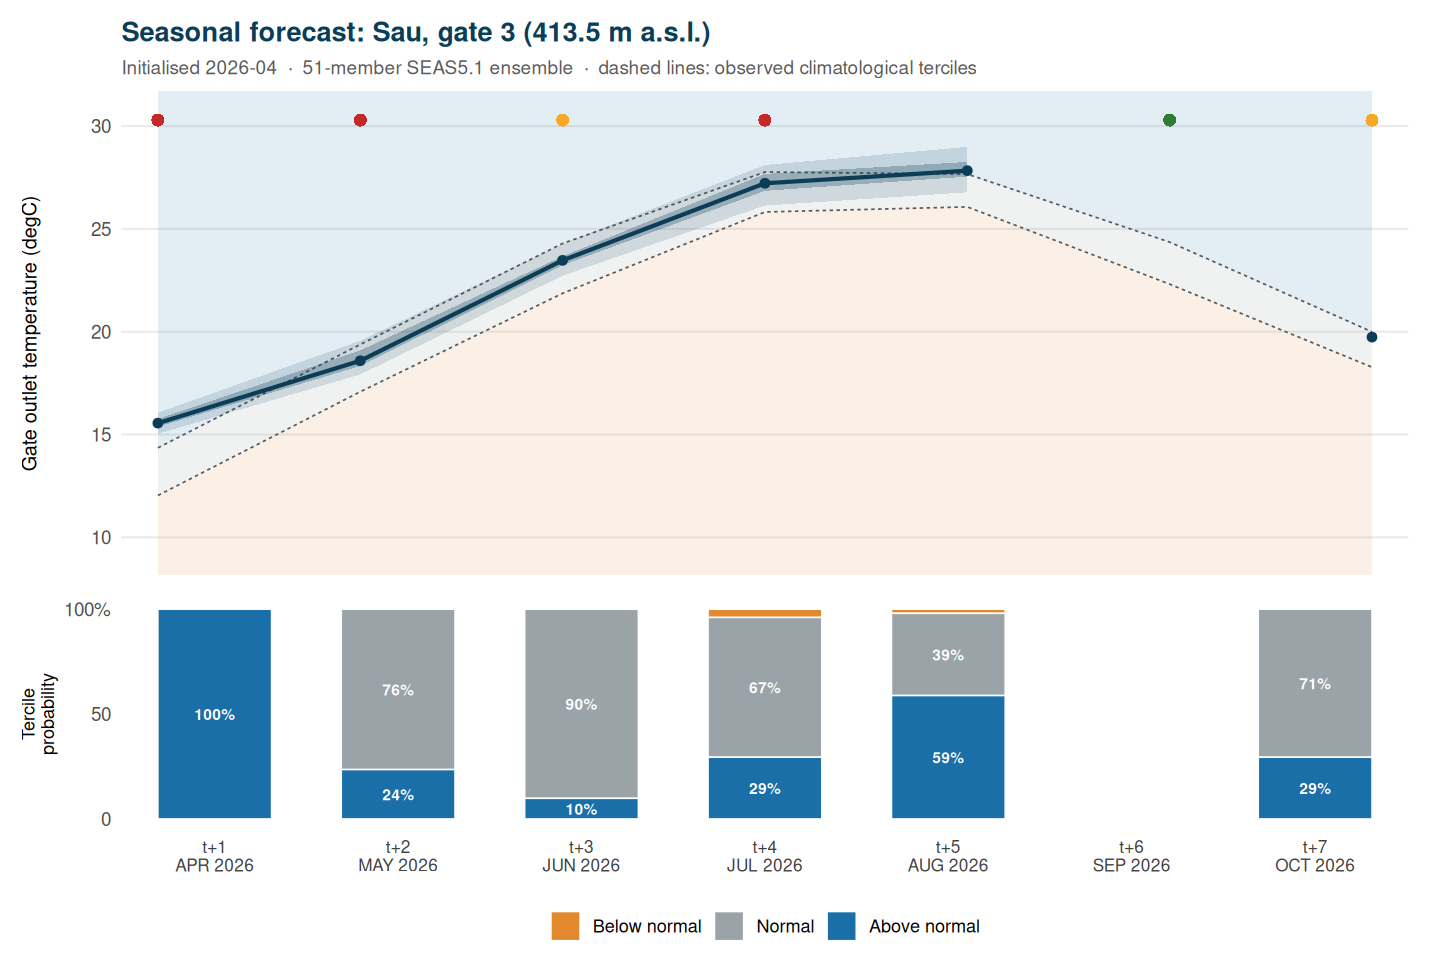 Seasonal forecast: Sau, gate 3 (413.5 m a.s.l.)
Initialised 2026-04 · 51-member SEAS5.1 ensemble · dashed lines: observed climatological terciles
Gate outlet temperature (degC)
30
25
20
15
10
Tercile
probability
100%
50
0
100%
76%
24%
90%
10%
67%
29%
39%
59%
71%
29%
t+1
APR 2026
t+2
MAY 2026
t+3
JUN 2026
t+4
JUL 2026
t+5
AUG 2026
t+6
SEP 2026
t+7
OCT 2026
Below normal
Normal
Above normal